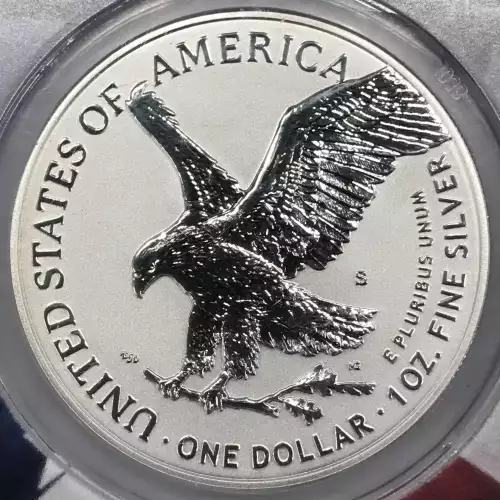 UNITED STATES OF AMERICA
S
E PLURIBUS UNUM
· ONE DOLLAR · 1 OZ. FINE SILVER